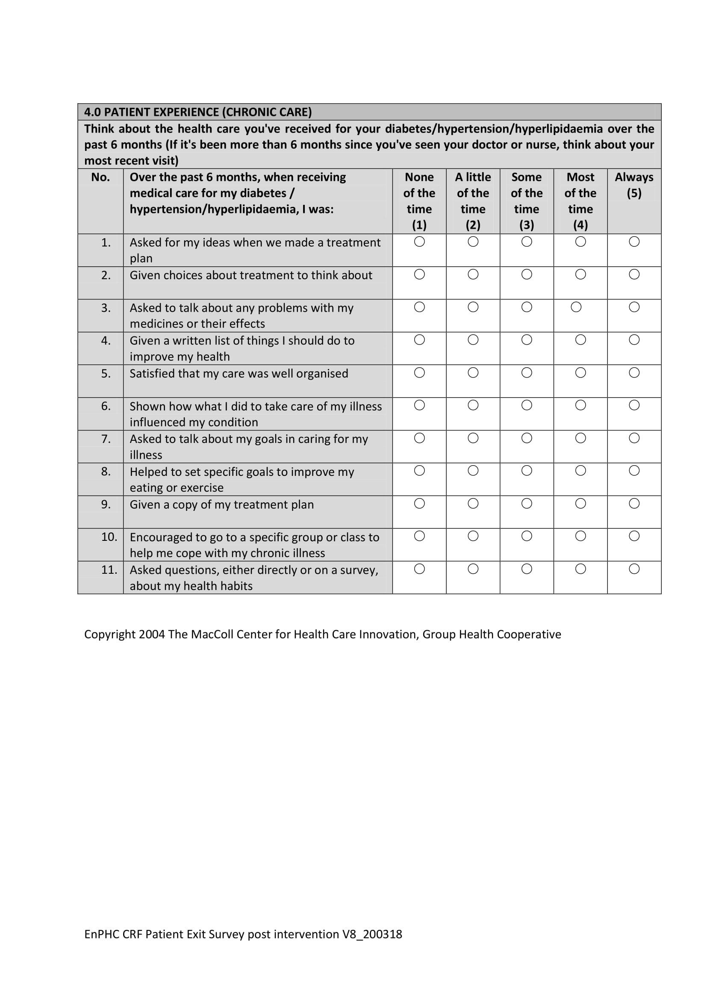 4.0 PATIENT EXPERIENCE (CHRONIC CARE)
Think about the health care you've received for your diabetes/hypertension/hyperlipidaemia over the
past 6 months (If it's been more than 6 months since you've seen your doctor or nurse, think about your
most recent visit)
No.
Over the past 6 months, when receiving
medical care for my diabetes /
hypertension/hyperlipidaemia, I was:
None
of the
time
(1)
A little
of the
time
(2)
Some
of the
time
(3)
Most
of the
time
(4)
Always
(5)
1. Asked for my ideas when we made a treatment
plan
2. Given choices about treatment to think about
3. Asked to talk about any problems with my
medicines or their effects
4. Given a written list of things I should do to
improve my health
5. Satisfied that my care was well organised
6. Shown how what I did to take care of my illness
influenced my condition
7. Asked to talk about my goals in caring for my
illness
8. Helped to set specific goals to improve my
eating or exercise
9. Given a copy of my treatment plan
10. Encouraged to go to a specific group or class to
help me cope with my chronic illness
11. Asked questions, either directly or on a survey,
about my health habits
Copyright 2004 The MacColl Center for Health Care Innovation, Group Health Cooperative
EnPHC CRF Patient Exit Survey post intervention V8_200318